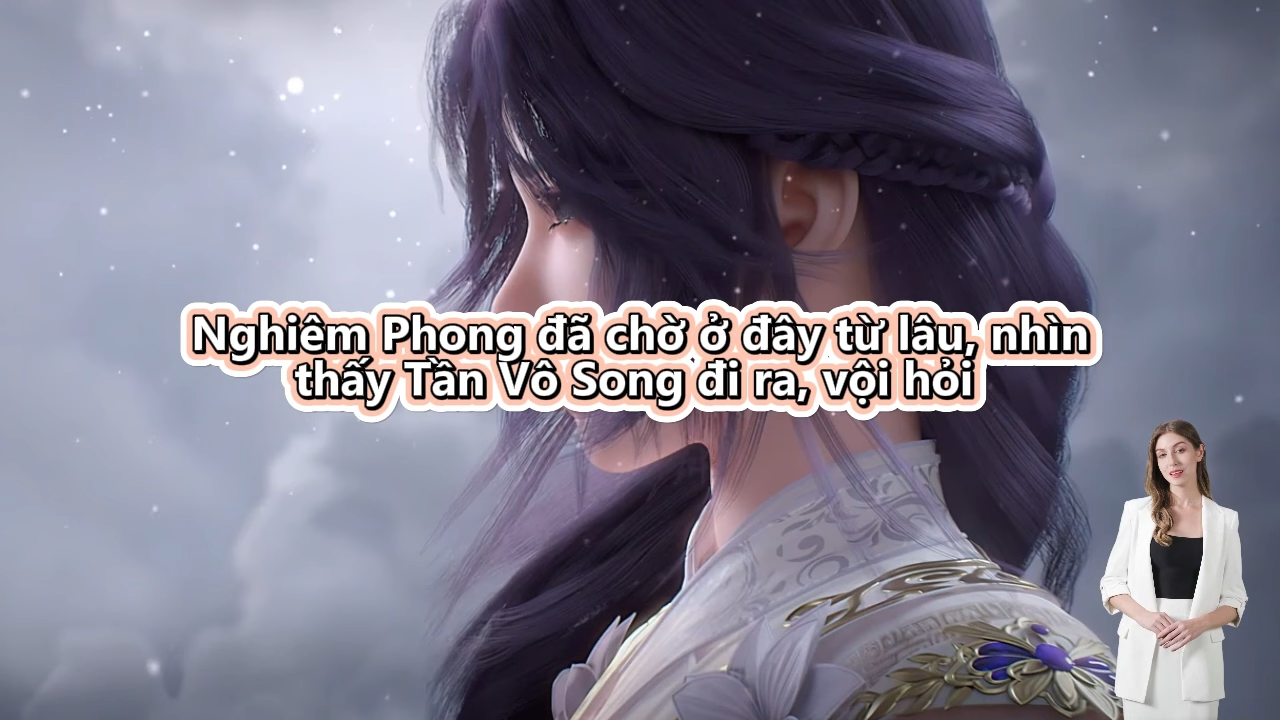 Nghiêm Phong đã chờ ở đây từ lâu, nhìn
thấy Tần Vô Song đi ra, vội hỏi